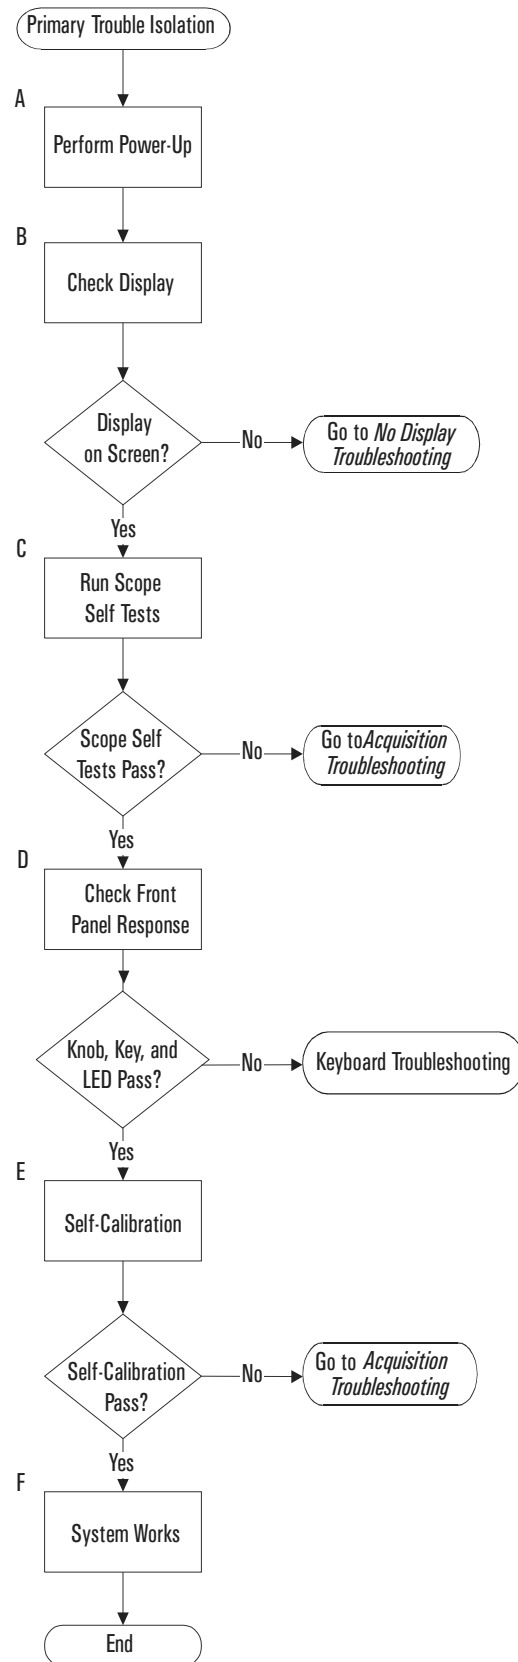 Primary Trouble Isolation
A
Perform Power-Up
B
Check Display
Display
on Screen?
No
Go to No Display
Troubleshooting
Yes
C
Run Scope
Self Tests
Scope Self
Tests Pass?
No
Go toAcquisition
Troubleshooting
Yes
D
Check Front
Panel Response
Knob, Key, and
LED Pass?
No
Keyboard Troubleshooting
Yes
E
Self-Calibration
Self-Calibration
Pass?
No
Go to Acquisition
Troubleshooting
Yes
F
System Works
End